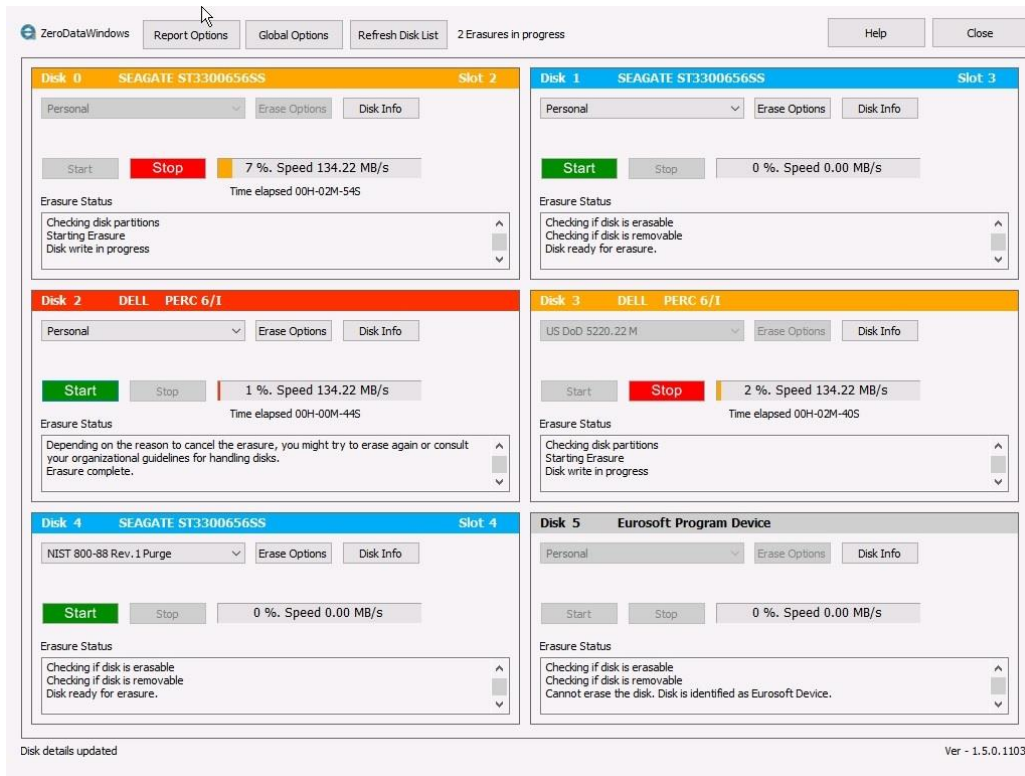 ZeroDataWindows Report Options Global Options Refresh Disk List 2 Erasures in progress Help Close
Disk 0 SEAGATE ST3300656SS Slot 2
Personal Erase Options Disk Info
Start Stop 7 %. Speed 134.22 MB/s
Time elapsed 00H-02M-54S
Erasure Status
Checking disk partitions
Starting Erasure
Disk write in progress
Disk 1 SEAGATE ST3300656SS Slot 3
Personal Erase Options Disk Info
Start Stop 0 %. Speed 0.00 MB/s
Erasure Status
Checking if disk is erasable
Checking if disk is removable
Disk ready for erasure.
Disk 2 DELL PERC 6/I
Personal Erase Options Disk Info
Start Stop 1 %. Speed 134.22 MB/s
Time elapsed 00H-00M-44S
Erasure Status
Depending on the reason to cancel the erasure, you might try to erase again or consult
your organizational guidelines for handling disks.
Erasure complete.
Disk 3 DELL PERC 6/I
US DoD 5220.22 M Erase Options Disk Info
Start Stop 2 %. Speed 134.22 MB/s
Time elapsed 00H-02M-40S
Erasure Status
Checking disk partitions
Starting Erasure
Disk write in progress
Disk 4 SEAGATE ST3300656SS Slot 4
NIST 800-88 Rev.1 Purge Erase Options Disk Info
Start Stop 0 %. Speed 0.00 MB/s
Erasure Status
Checking if disk is erasable
Checking if disk is removable
Disk ready for erasure.
Disk 5 Eurosoft Program Device
Personal Erase Options Disk Info
Start Stop 0 %. Speed 0.00 MB/s
Erasure Status
Checking if disk is erasable
Checking if disk is removable
Cannot erase the disk. Disk is identified as Eurosoft Device.
Disk details updated Ver - 1.5.0.1103